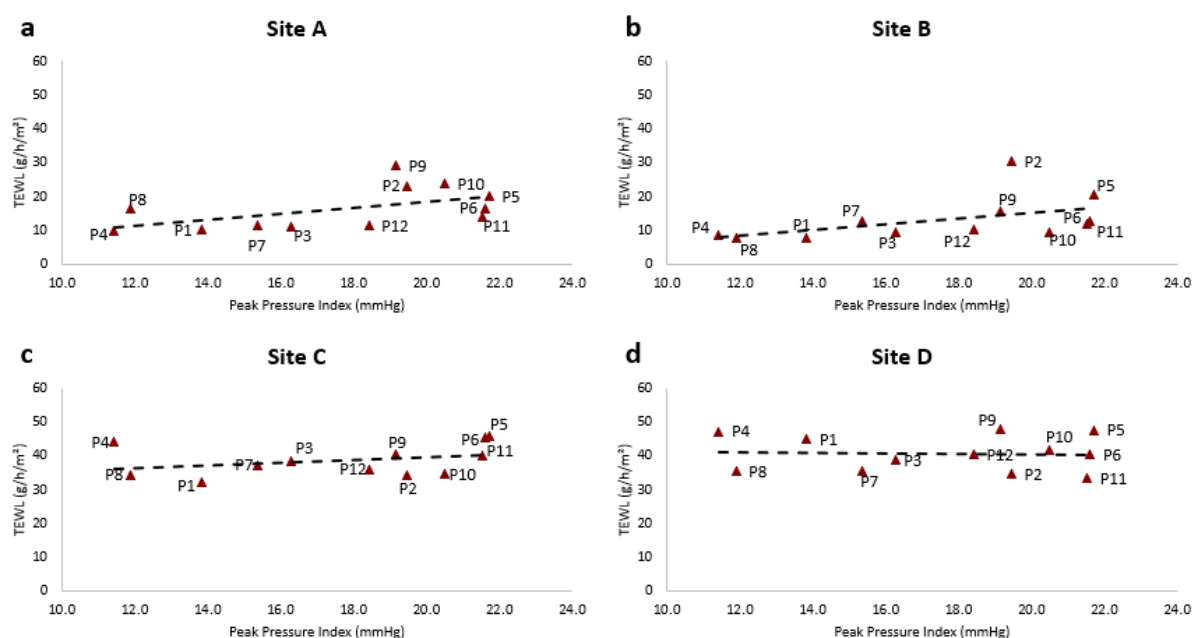 a
Site A
TEWL (g/h/m²)
60
50
40
30
20
10
0
P4
P8
P1
P7
P3
P12
P9
P2
P10
P5
P6
P11
10.0 12.0 14.0 16.0 18.0 20.0 22.0 24.0
Peak Pressure Index (mmHg)
b
Site B
TEWL (g/h/m²)
60
50
40
30
20
10
0
P4
P8
P1
P7
P3
P12
P9
P2
P10
P6
P5
P11
10.0 12.0 14.0 16.0 18.0 20.0 22.0 24.0
Peak Pressure Index (mmHg)
c
Site C
TEWL (g/h/m²)
60
50
40
30
20
10
0
P4
P8
P1
P7
P3
P12
P9
P2
P10
P6
P5
P11
10.0 12.0 14.0 16.0 18.0 20.0 22.0 24.0
Peak Pressure Index (mmHg)
d
Site D
TEWL (g/h/m²)
60
50
40
30
20
10
0
P4
P8
P1
P7
P3
P9
P12
P2
P10
P5
P6
P11
10.0 12.0 14.0 16.0 18.0 20.0 22.0 24.0
Peak Pressure Index (mmHg)